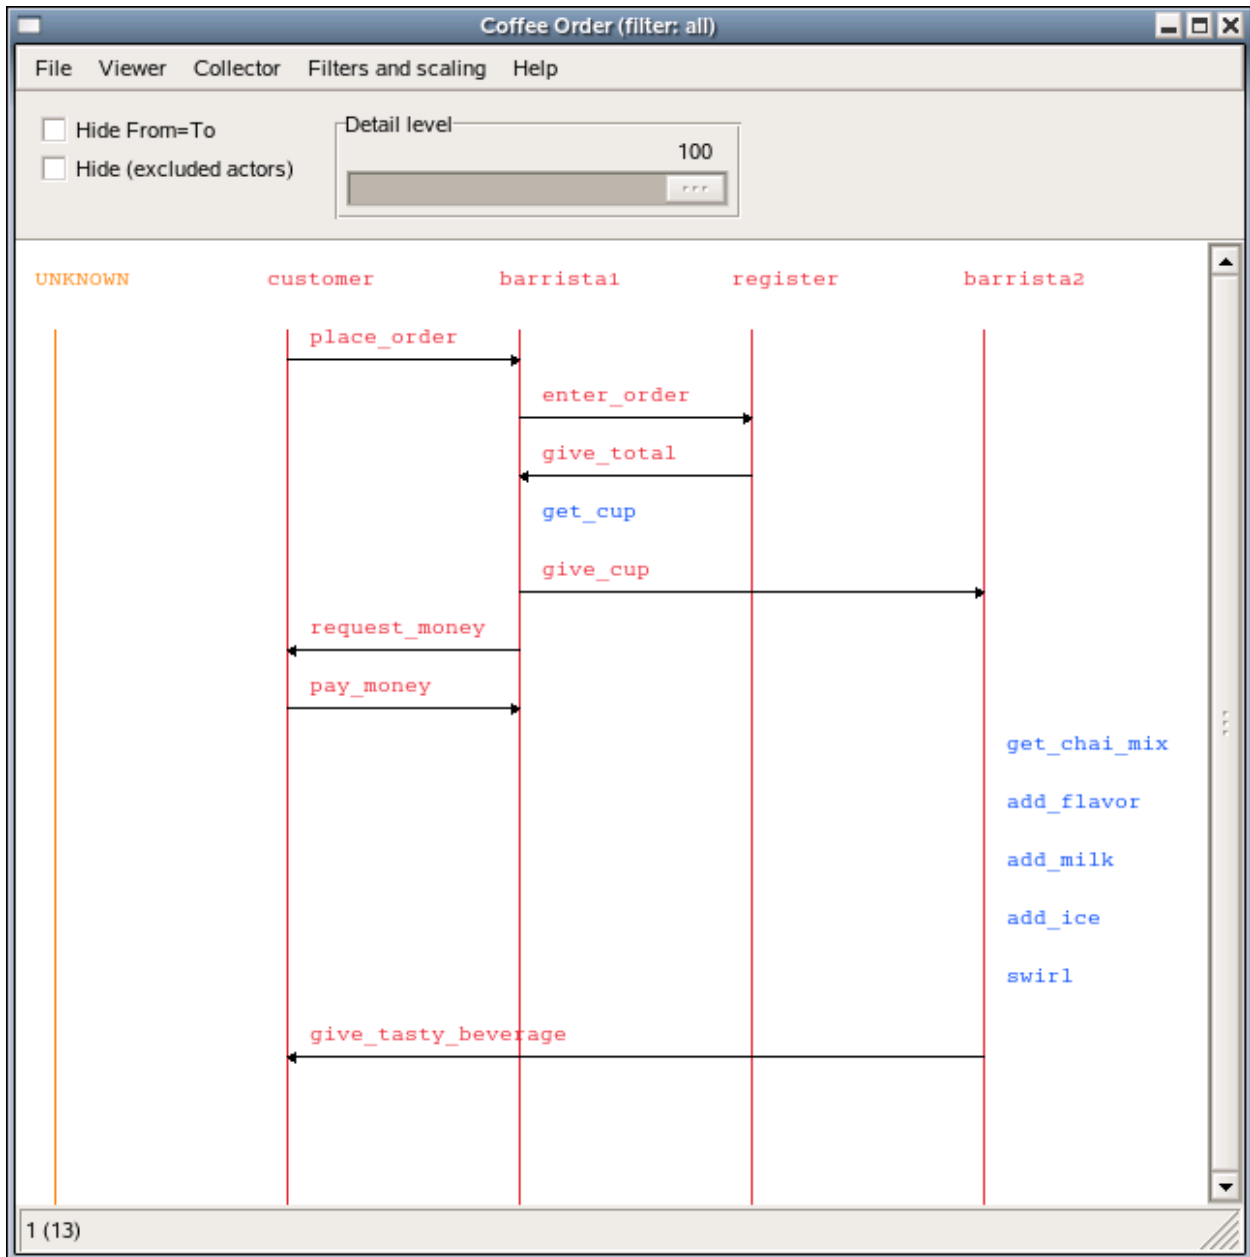 Coffee Order (filter: all)
File Viewer Collector Filters and scaling Help
Hide From=To
Hide (excluded actors)
Detail level
100
UNKNOWN customer barrista1 register barrista2
place_order
enter_order
give_total
get_cup
give_cup
request_money
pay_money
get_chai_mix
add_flavor
add_milk
add_ice
swirl
give_tasty_beverage
1 (13)